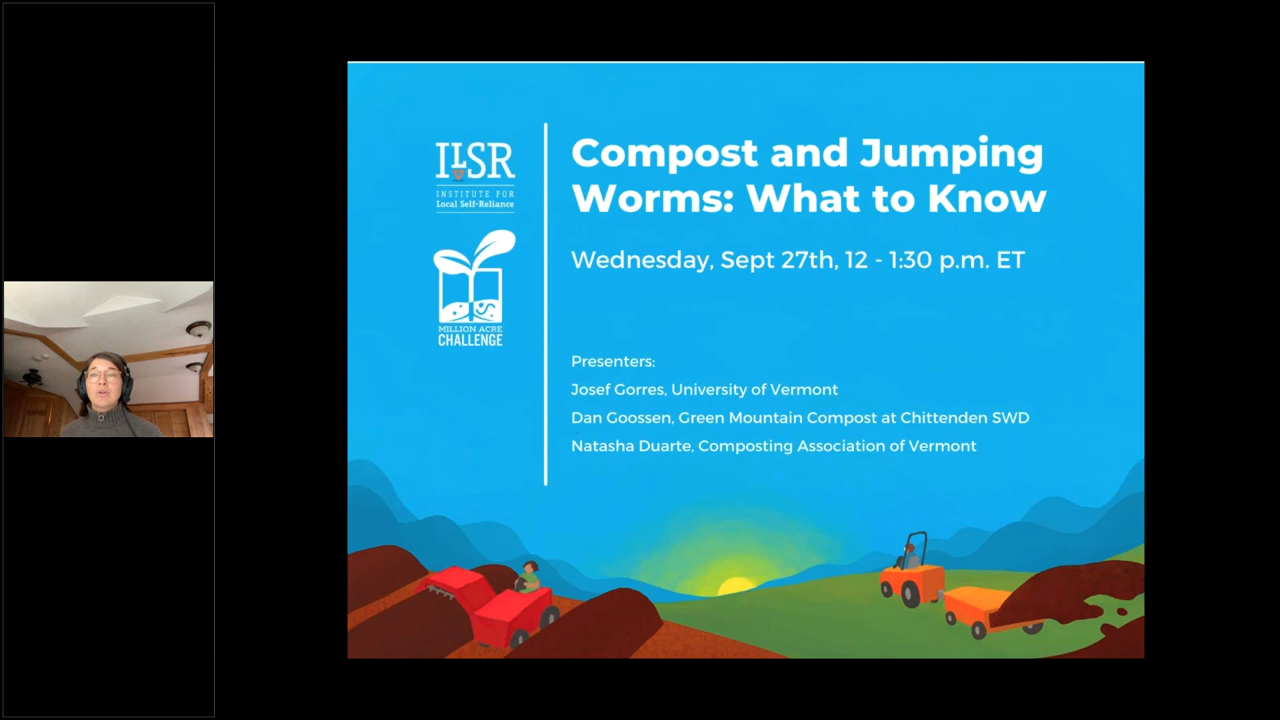 ILSR
INSTITUTE FOR
Local Self-Reliance
MILLION ACRE
CHALLENGE
Compost and Jumping
Worms: What to Know
Wednesday, Sept 27th, 12 - 1:30 p.m. ET
Presenters:
Josef Gorres, University of Vermont
Dan Goossen, Green Mountain Compost at Chittenden SWD
Natasha Duarte, Composting Association of Vermont